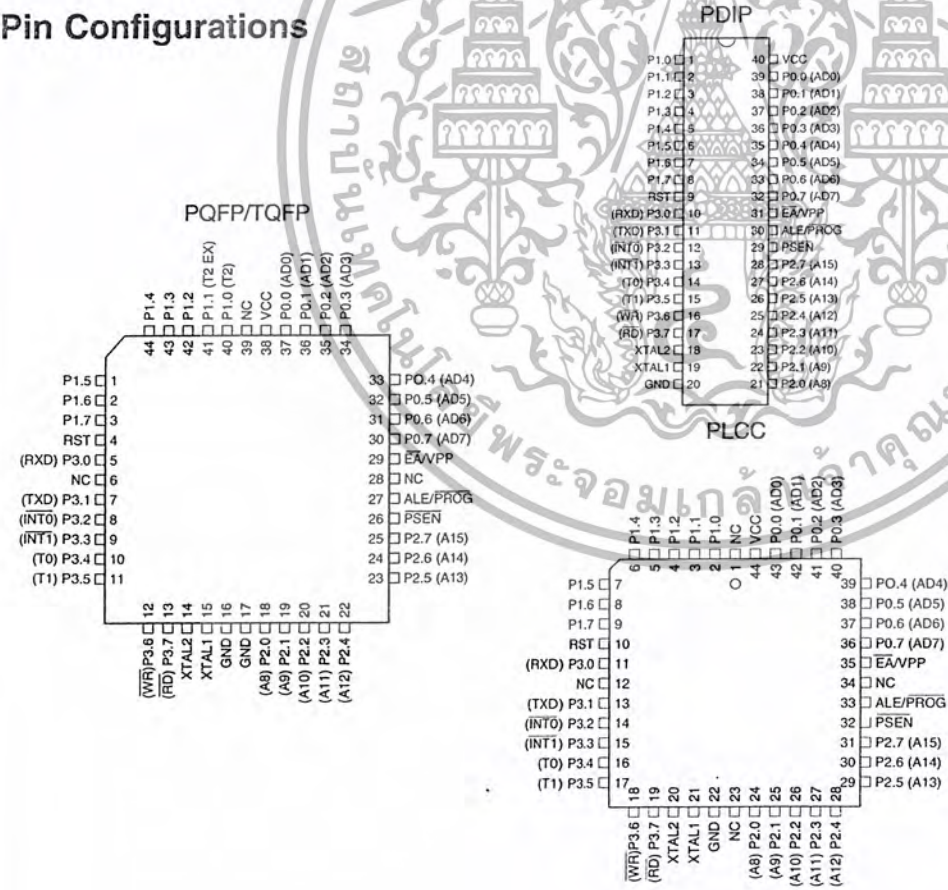 Pin Configurations
PDIP
P1.0 1 40 VCC
P1.1 2 39 P0.0 (AD0)
P1.2 3 38 P0.1 (AD1)
P1.3 4 37 P0.2 (AD2)
P1.4 5 36 P0.3 (AD3)
P1.5 6 35 P0.4 (AD4)
P1.6 7 34 P0.5 (AD5)
P1.7 8 33 P0.6 (AD6)
RST 9 32 P0.7 (AD7)
(RXD) P3.0 10 31 EA/VPP
(TXD) P3.1 11 30 ALE/PROG
(INT0) P3.2 12 29 PSEN
(INT1) P3.3 13 28 P2.7 (A15)
(T0) P3.4 14 27 P2.6 (A14)
(T1) P3.5 15 26 P2.5 (A13)
(WR) P3.6 16 25 P2.4 (A12)
(RD) P3.7 17 24 P2.3 (A11)
XTAL2 18 23 P2.2 (A10)
XTAL1 19 22 P2.1 (A9)
GND 20 21 P2.0 (A8)
PQFP/TQFP
44 P1.4
43 P1.3
42 P1.2
41 P1.1 (T2 EX)
40 P1.0 (T2)
39 NC
38 VCC
37 P0.0 (AD0)
36 P0.1 (AD1)
35 P0.2 (AD2)
34 P0.3 (AD3)
P1.5 1 33 P0.4 (AD4)
P1.6 2 32 P0.5 (AD5)
P1.7 3 31 P0.6 (AD6)
RST 4 30 P0.7 (AD7)
(RXD) P3.0 5 29 EA/VPP
NC 6 28 NC
(TXD) P3.1 7 27 ALE/PROG
(INT0) P3.2 8 26 PSEN
(INT1) P3.3 9 25 P2.7 (A15)
(T0) P3.4 10 24 P2.6 (A14)
(T1) P3.5 11 23 P2.5 (A13)
12 (WR)P3.6
13 (RD) P3.7
14 XTAL2
15 XTAL1
16 GND
17 GND
18 (A8) P2.0
19 (A9) P2.1
20 (A10) P2.2
21 (A11) P2.3
22 (A12) P2.4
PLCC
6 P1.4
5 P1.3
4 P1.2
3 P1.1
2 P1.0
1 NC
44 VCC
43 P0.0 (AD0)
42 P0.1 (AD1)
41 P0.2 (AD2)
40 P0.3 (AD3)
P1.5 7 39 P0.4 (AD4)
P1.6 8 38 P0.5 (AD5)
P1.7 9 37 P0.6 (AD6)
RST 10 36 P0.7 (AD7)
(RXD) P3.0 11 35 EA/VPP
NC 12 34 NC
(TXD) P3.1 13 33 ALE/PROG
(INT0) P3.2 14 32 PSEN
(INT1) P3.3 15 31 P2.7 (A15)
(T0) P3.4 16 30 P2.6 (A14)
(T1) P3.5 17 29 P2.5 (A13)
18 (WR)P3.6
19 (RD) P3.7
20 XTAL2
21 XTAL1
22 GND
23 NC
24 (A8) P2.0
25 (A9) P2.1
26 (A10) P2.2
27 (A11) P2.3
28 (A12) P2.4